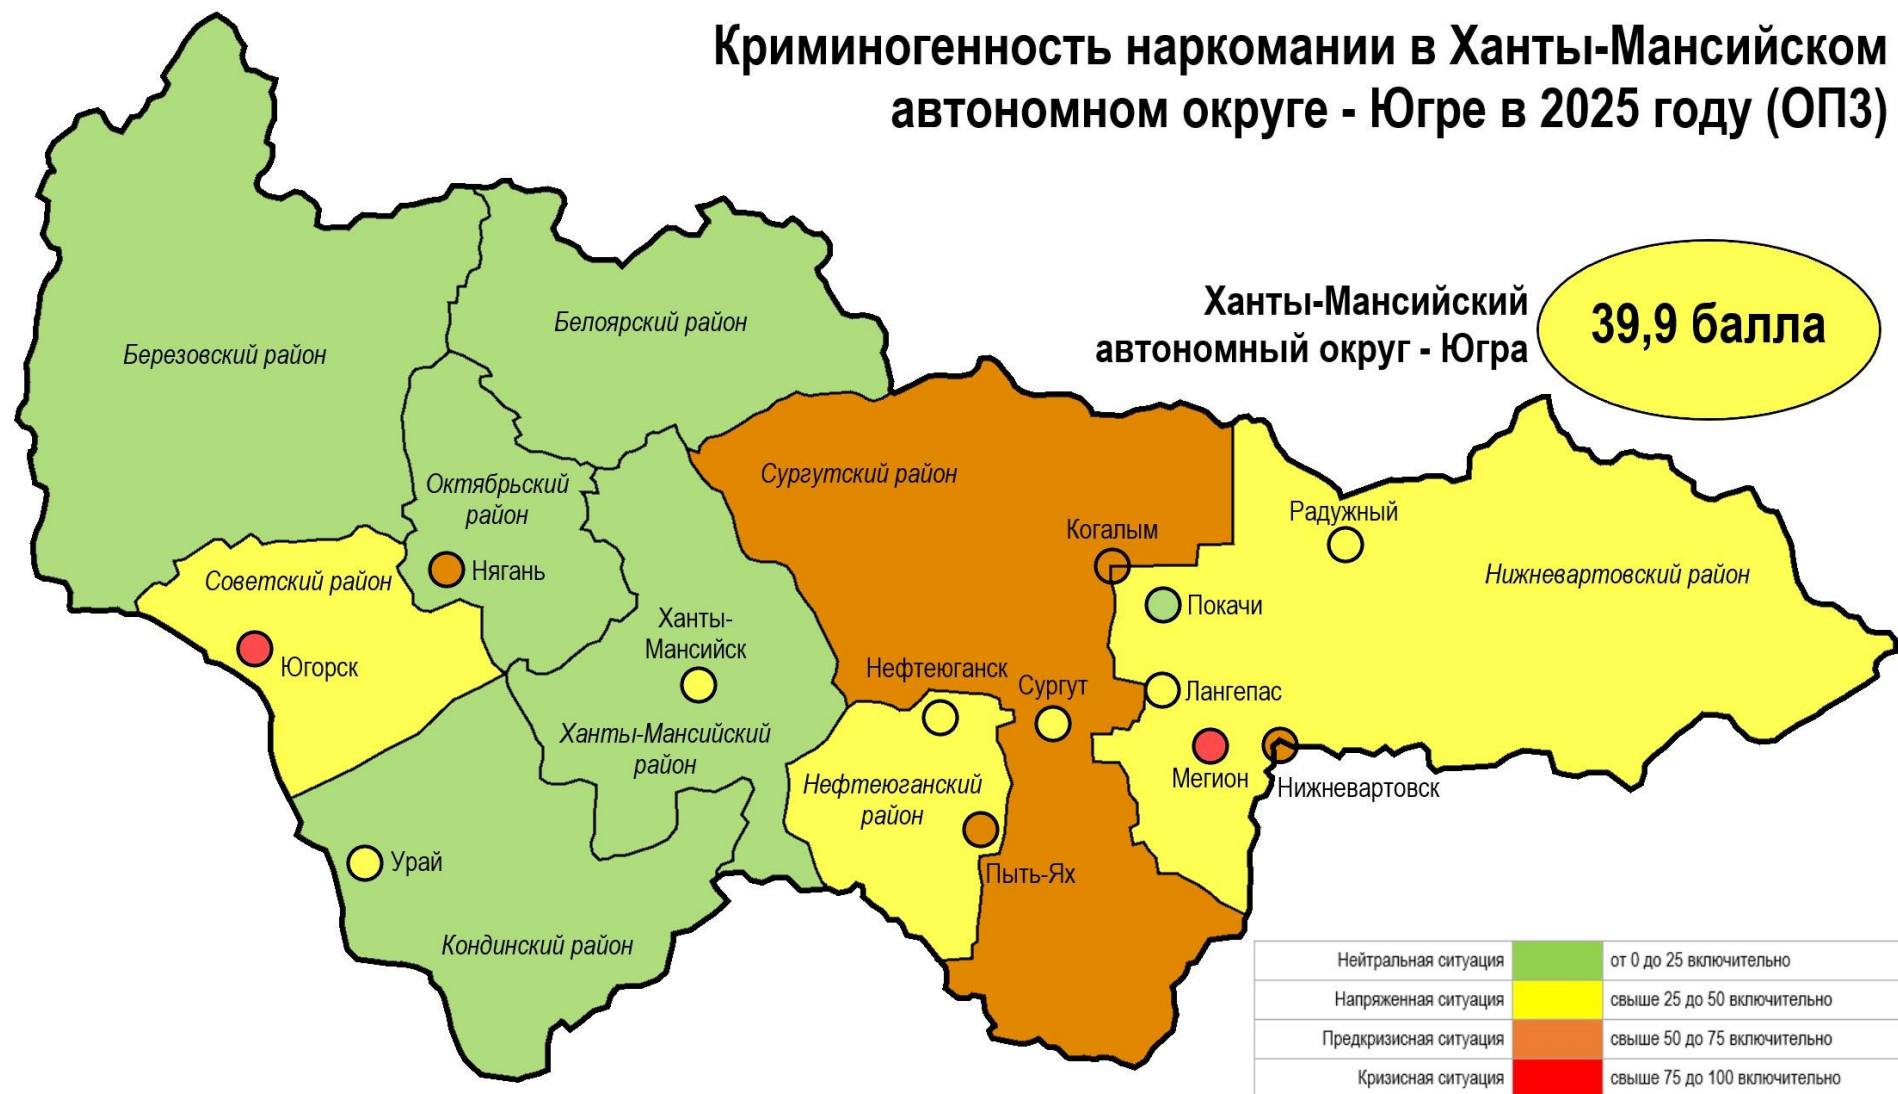 Криминогенность наркомании в Ханты-Мансийском
автономном округе - Югре в 2025 году (ОП3)
Ханты-Мансийский
автономный округ - Югра
39,9 балла
Березовский район
Белоярский район
Октябрьский
район
Нягань
Советский район
Югорск
Ханты-
Мансийск
Ханты-Мансийский
район
Урай
Кондинский район
Сургутский район
Когалым
Нефтеюганск
Сургут
Нефтеюганский
район
Пыть-Ях
Радужный
Нижневартовский район
Покачи
Лангепас
Мегион
Нижневартовск
Нейтральная ситуация от 0 до 25 включительно
Напряженная ситуация свыше 25 до 50 включительно
Предкризисная ситуация свыше 50 до 75 включительно
Кризисная ситуация свыше 75 до 100 включительно